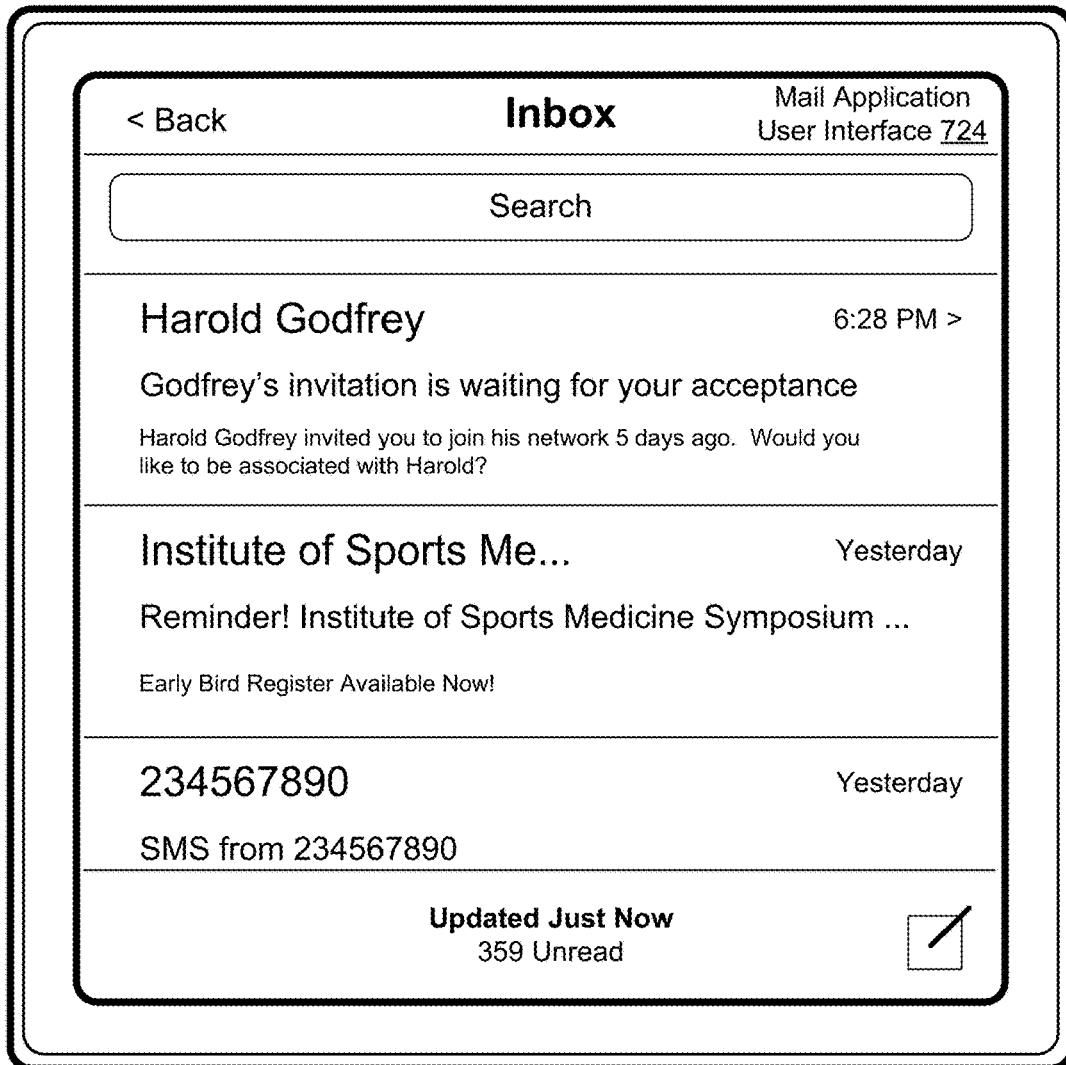 < Back
Inbox
Mail Application
User Interface 724
Search
Harold Godfrey
6:28 PM >
Godfrey's invitation is waiting for your acceptance
Harold Godfrey invited you to join his network 5 days ago.  Would you
like to be associated with Harold?
Institute of Sports Me...
Yesterday
Reminder! Institute of Sports Medicine Symposium ...
Early Bird Register Available Now!
234567890
Yesterday
SMS from 234567890
Updated Just Now
359 Unread